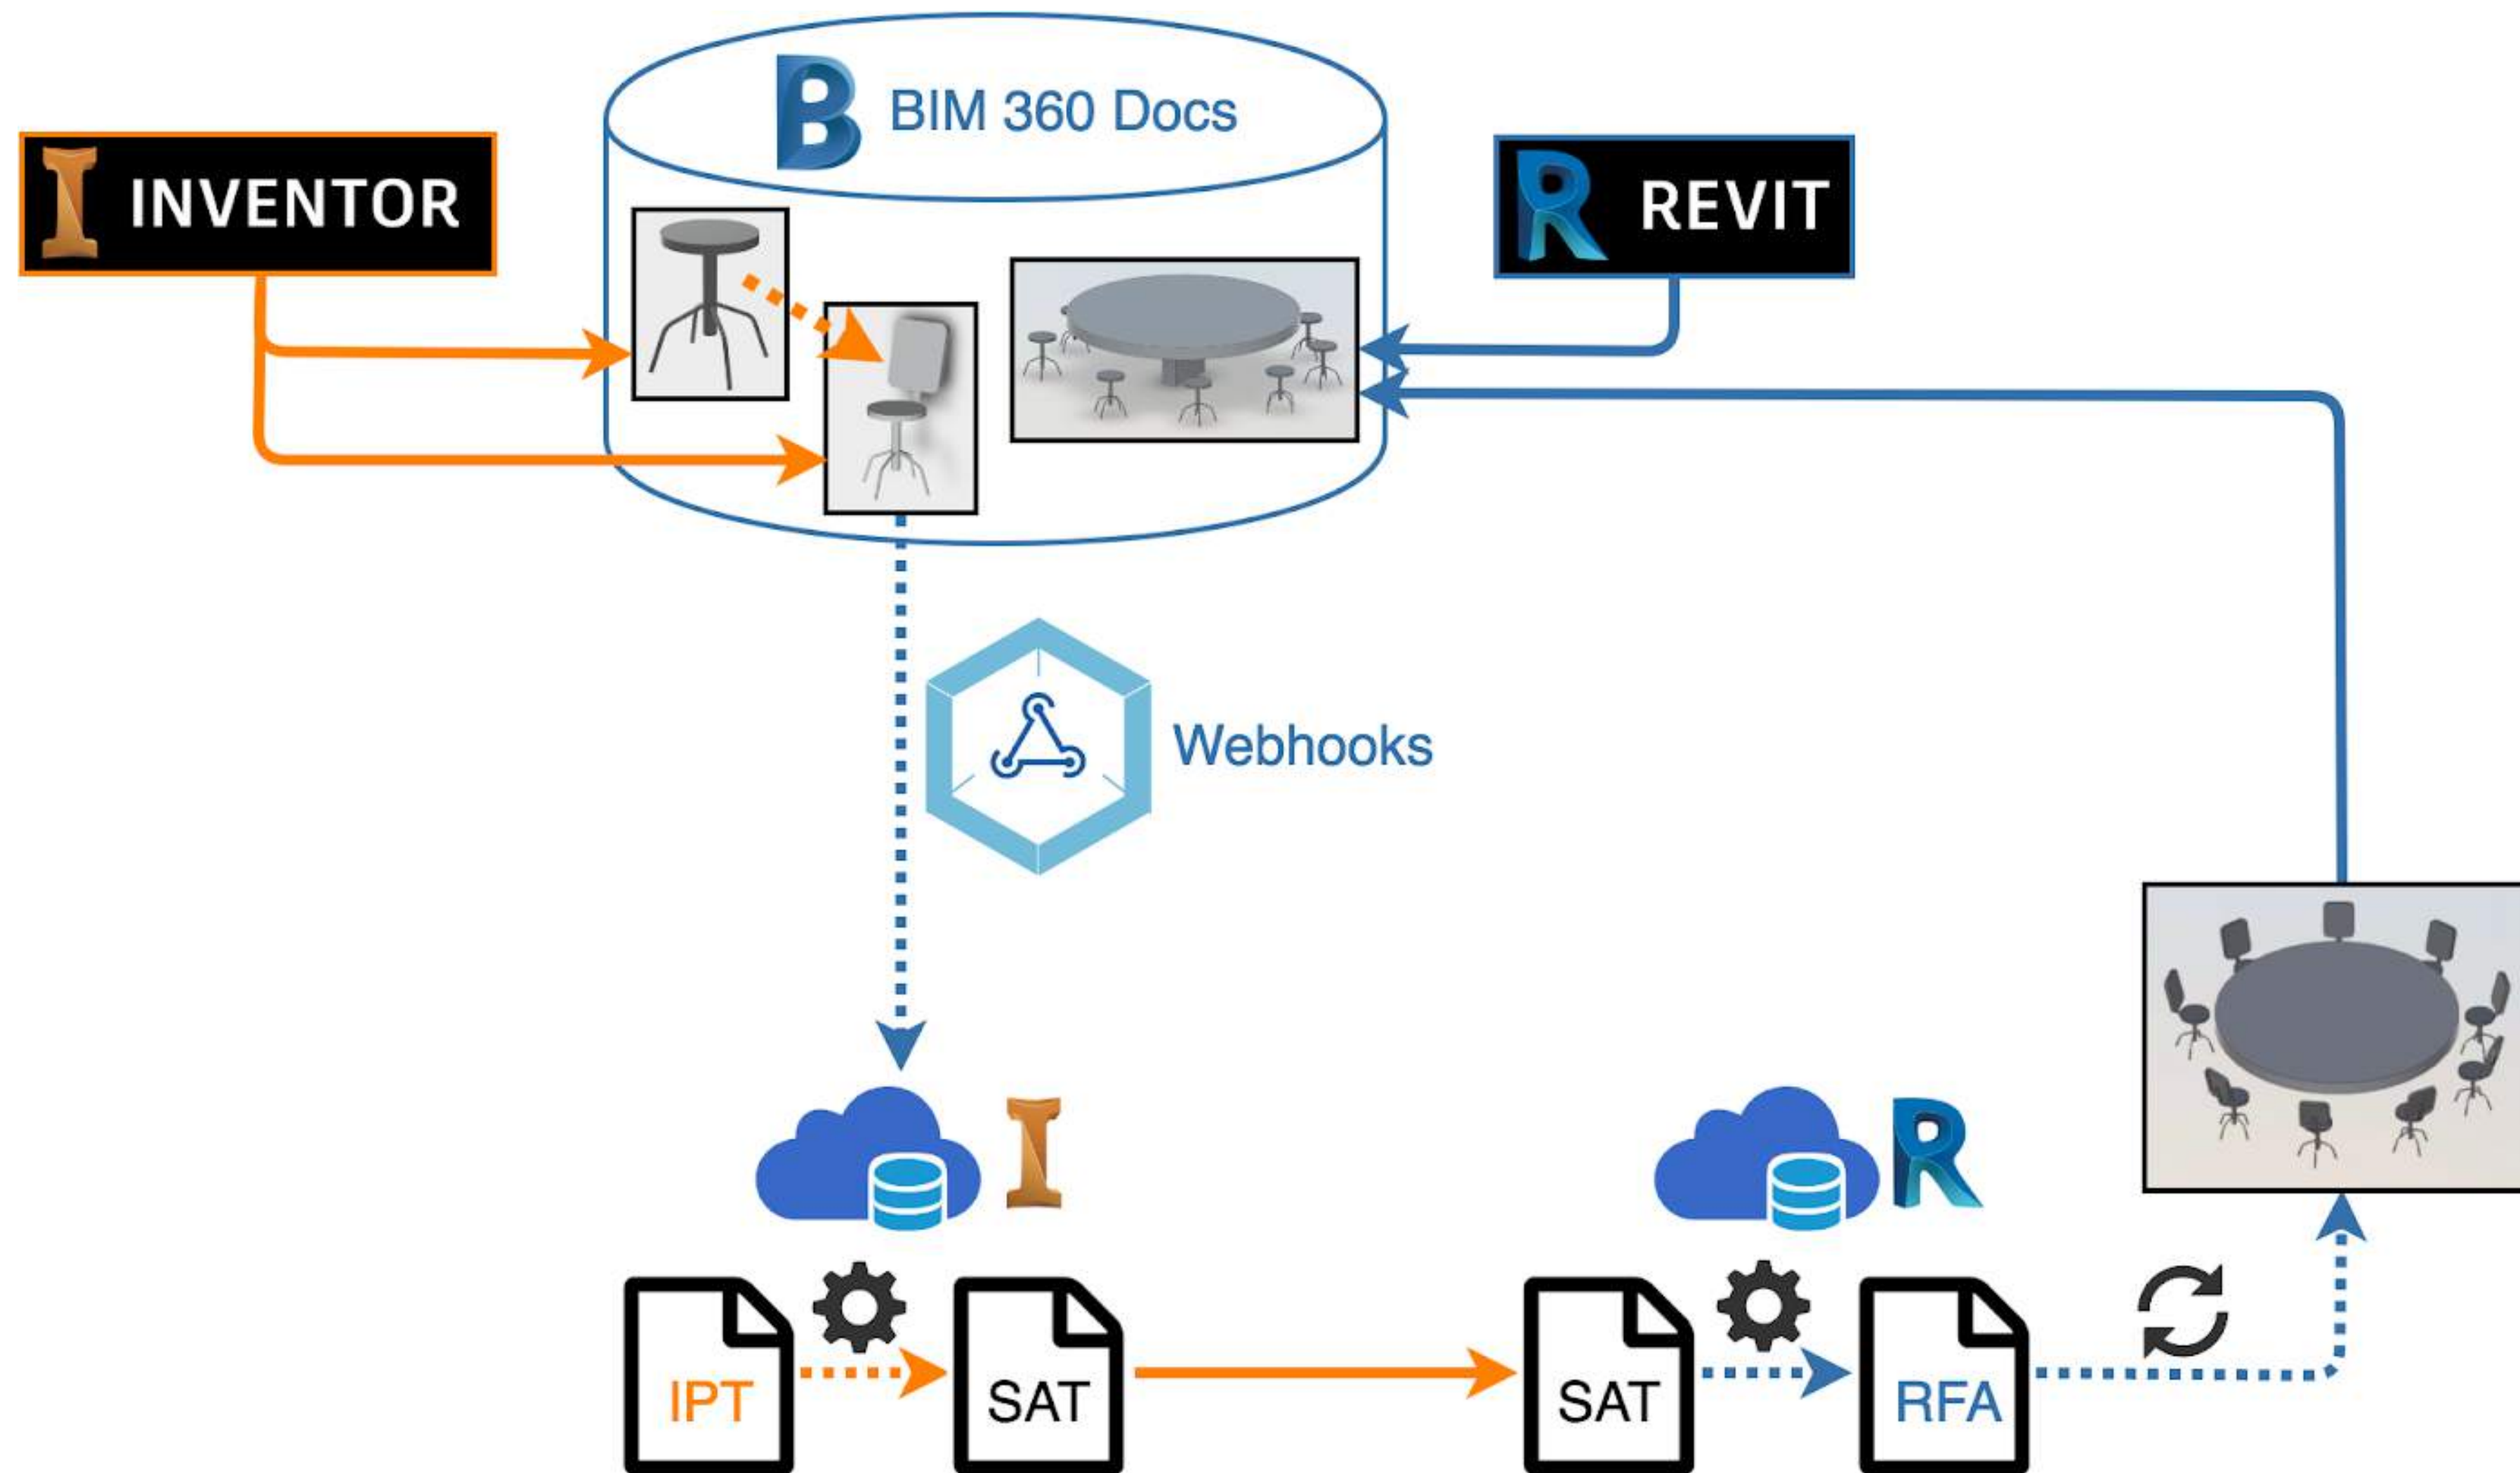 BIM 360 Docs
INVENTOR
REVIT
Webhooks
IPT
SAT
SAT
RFA